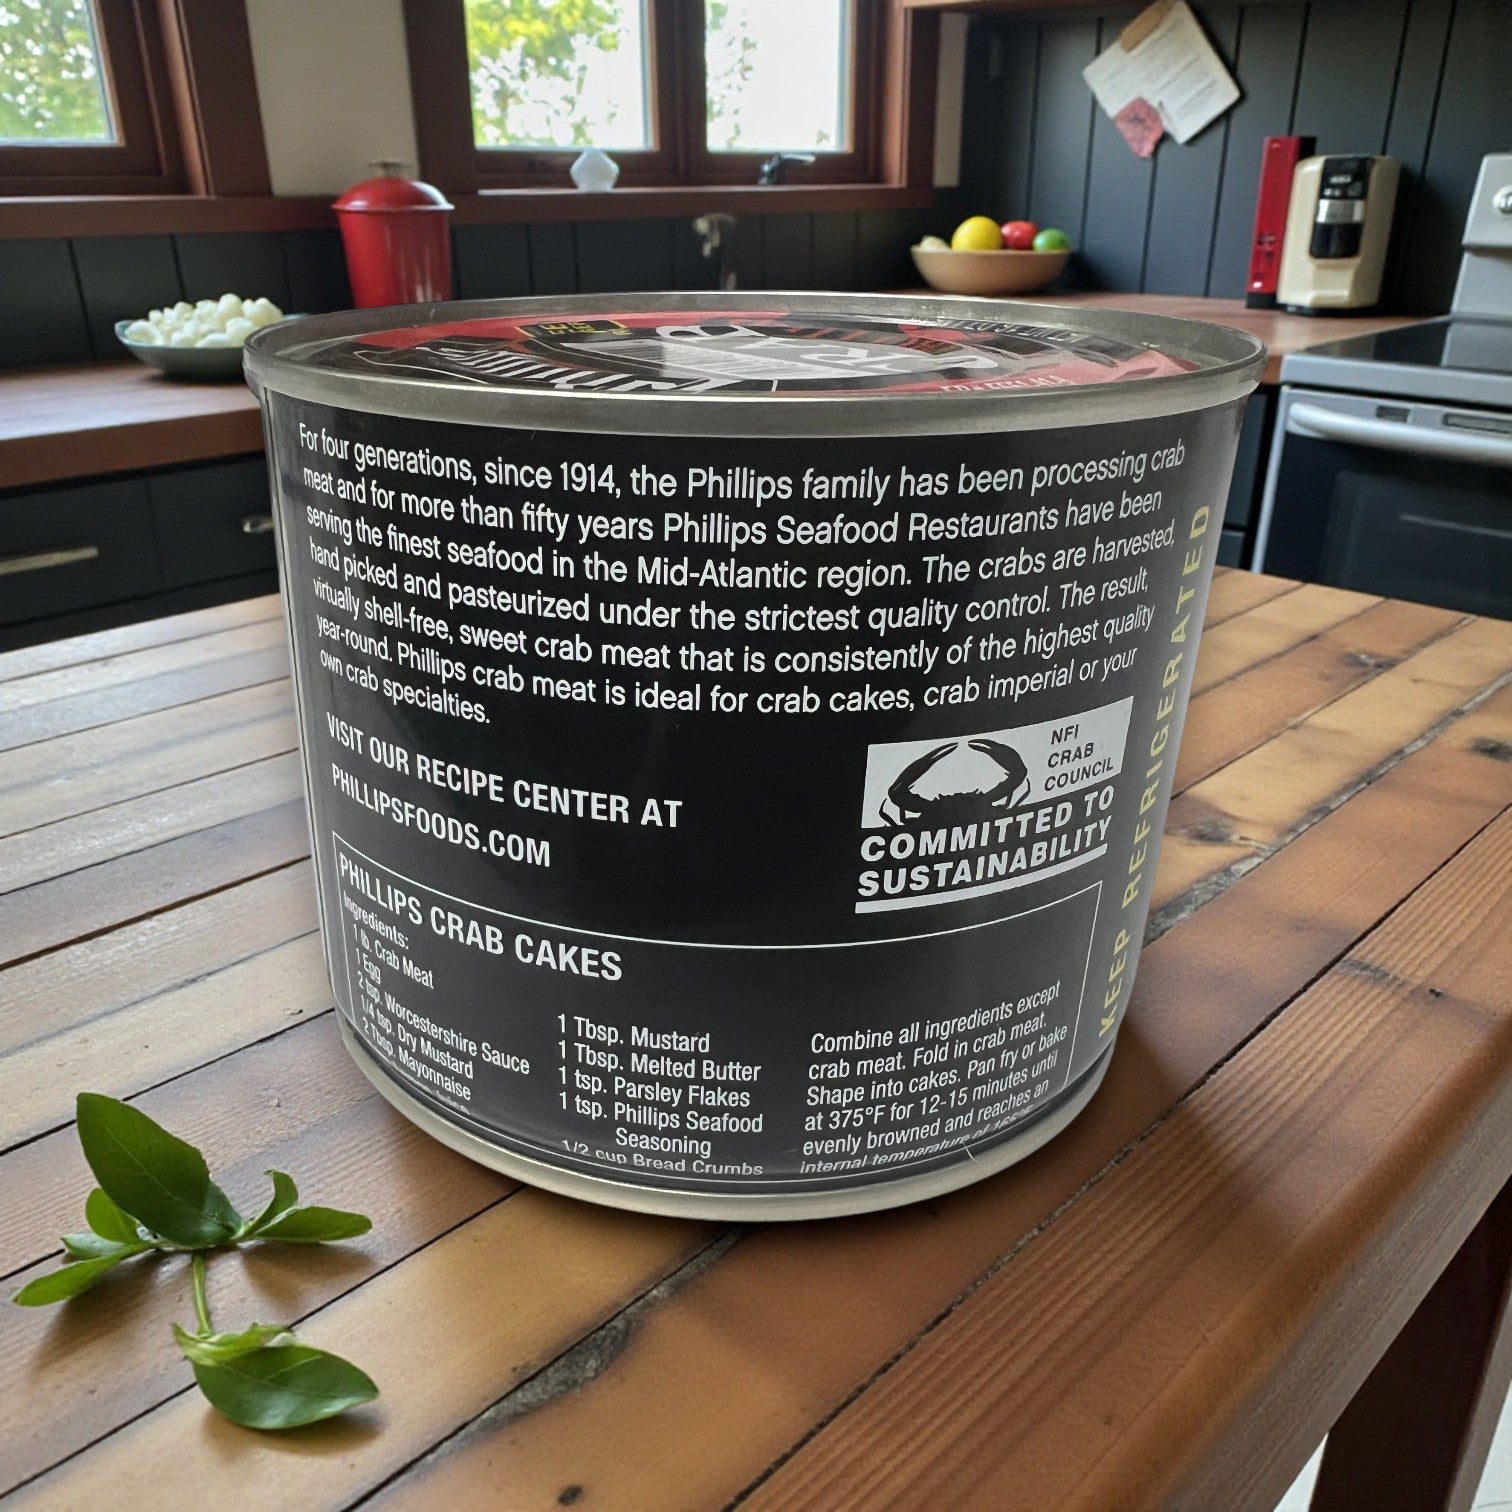 For four generations, since 1914, the Phillips family has been processing crab
meat and for more than fifty years Phillips Seafood Restaurants have been
serving the finest seafood in the Mid-Atlantic region. The crabs are harvested,
hand picked and pasteurized under the strictest quality control. The result,
virtually shell-free, sweet crab meat that is consistently of the highest quality
year-round. Phillips crab meat is ideal for crab cakes, crab imperial or your
own crab specialties.
VISIT OUR RECIPE CENTER AT
PHILLIPSFOODS.COM
NFI
CRAB
COUNCIL
COMMITTED TO
SUSTAINABILITY
KEEP REFRIGERATED
PHILLIPS CRAB CAKES
Ingredients:
1 lb. Crab Meat
1 Egg
2 tsp. Worcestershire Sauce
1/4 tsp. Dry Mustard
2 Tbsp. Mayonnaise
1 Tbsp. Mustard
1 Tbsp. Melted Butter
1 tsp. Parsley Flakes
1 tsp. Phillips Seafood
Seasoning
1/2 cup Bread Crumbs
Combine all ingredients except
crab meat. Fold in crab meat.
Shape into cakes. Pan fry or bake
at 375°F for 12-15 minutes until
evenly browned and reaches an
internal temperature of 165°F